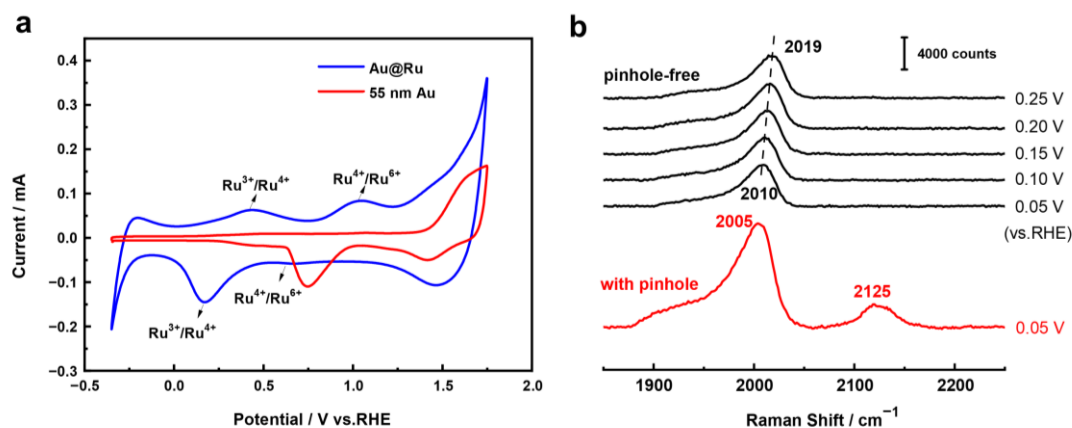 a
0.4
0.3
0.2
0.1
0.0
−0.1
−0.2
−0.3
Current / mA
Au@Ru
55 nm Au
Ru³⁺/Ru⁴⁺
Ru⁴⁺/Ru⁶⁺
Ru⁴⁺/Ru⁶⁺
Ru³⁺/Ru⁴⁺
−0.5
0.0
0.5
1.0
1.5
2.0
Potential / V vs.RHE
b
2019
4000 counts
pinhole-free
0.25 V
0.20 V
0.15 V
0.10 V
2010
0.05 V
(vs.RHE)
2005
with pinhole
2125
0.05 V
1900
2000
2100
2200
Raman Shift / cm⁻¹